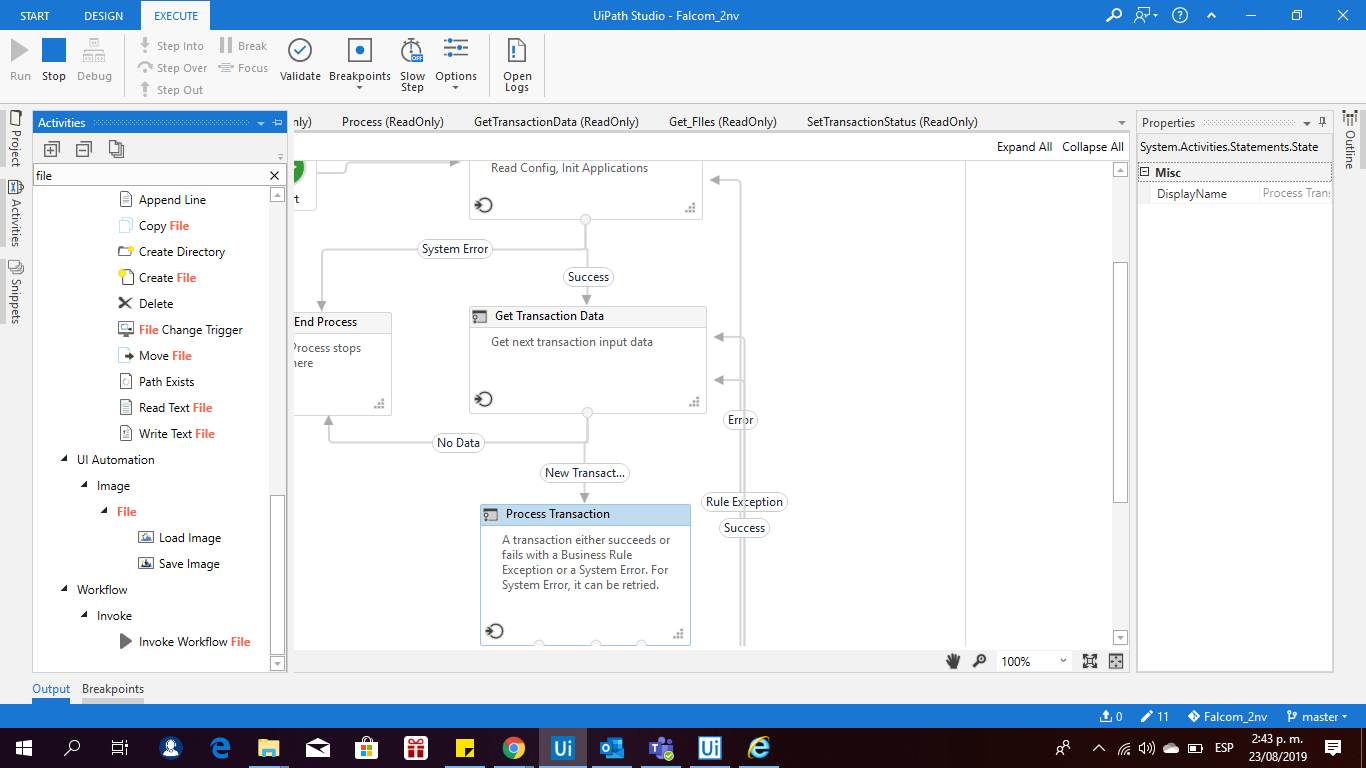 START DESIGN EXECUTE UiPath Studio - Falcom_2nv
Run Stop Debug
Step Into
Step Over
Step Out
Break
Focus
Validate
Breakpoints
Slow
Step
OFF
Options
Open
Logs
Project
Activities
Snippets
Activities
file
Append Line
Copy File
Create Directory
Create File
Delete
File Change Trigger
Move File
Path Exists
Read Text File
Write Text File
UI Automation
Image
File
Load Image
Save Image
Workflow
Invoke
Invoke Workflow File
nly) Process (ReadOnly) GetTransactionData (ReadOnly) Get_FIles (ReadOnly) SetTransactionStatus (ReadOnly)
Expand All Collapse All
rt
Read Config, Init Applications
System Error
Success
End Process
Process stops
here
Get Transaction Data
Get next transaction input data
Error
No Data
New Transact...
Rule Exception
Success
Process Transaction
A transaction either succeeds or
fails with a Business Rule
Exception or a System Error. For
System Error, it can be retried.
100%
Properties
System.Activities.Statements.State
Misc
DisplayName Process Trans
Outline
Output Breakpoints
0 11 Falcom_2nv master
Ui Ui
ESP
2:43 p. m.
23/08/2019